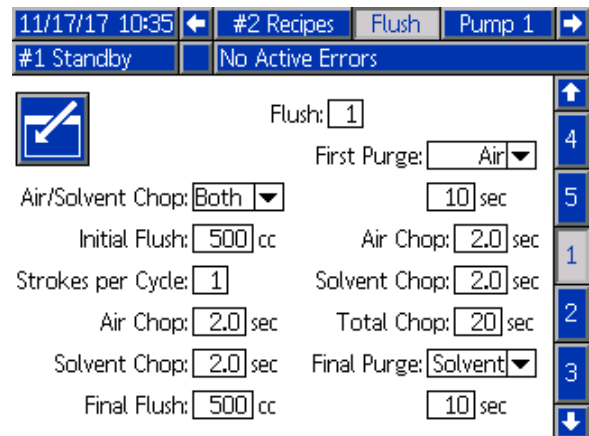 11/17/17 10:35 #2 Recipes Flush Pump 1
#1 Standby No Active Errors
Flush: 1
First Purge: Air
4
Air/Solvent Chop: Both 10 sec
5
Initial Flush: 500 cc Air Chop: 2.0 sec
1
Strokes per Cycle: 1 Solvent Chop: 2.0 sec
Air Chop: 2.0 sec Total Chop: 20 sec
2
Solvent Chop: 2.0 sec Final Purge: Solvent
3
Final Flush: 500 cc 10 sec